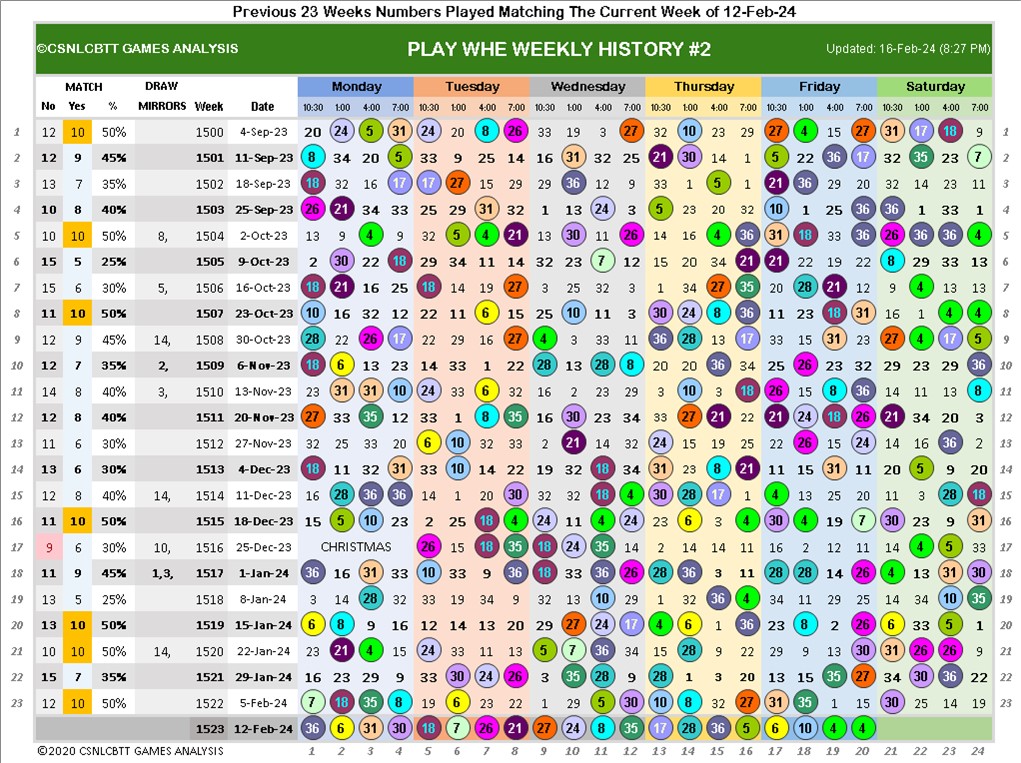 Previous 23 Weeks Numbers Played Matching The Current Week of 12-Feb-24
©CSNLCBTT GAMES ANALYSIS PLAY WHE WEEKLY HISTORY #2 Updated: 16-Feb-24 (8:27 PM)
MATCH DRAW Monday Tuesday Wednesday Thursday Friday Saturday
No Yes % MIRRORS Week Date 10:30 1:00 4:00 7:00 10:30 1:00 4:00 7:00 10:30 1:00 4:00 7:00 10:30 1:00 4:00 7:00 10:30 1:00 4:00 7:00 10:30 1:00 4:00 7:00
1 12 10 50% 1500 4-Sep-23 20 24 5 31 24 20 8 26 33 19 3 27 32 10 23 29 27 4 15 27 31 17 18 9 1
2 12 9 45% 1501 11-Sep-23 8 34 20 5 33 9 25 14 16 31 32 25 21 30 14 1 5 22 36 17 32 35 23 7 2
3 13 7 35% 1502 18-Sep-23 18 32 16 17 17 27 15 29 29 36 12 9 33 1 5 1 21 36 29 20 32 14 23 11 3
4 10 8 40% 1503 25-Sep-23 26 21 34 33 25 29 31 32 1 13 24 3 5 23 20 32 10 1 25 36 36 1 33 1 4
5 10 10 50% 8, 1504 2-Oct-23 13 9 4 9 32 6 4 21 13 30 11 26 14 16 4 36 31 18 33 36 26 36 36 4 5
6 15 5 25% 1505 9-Oct-23 2 30 22 18 29 34 11 14 32 7 32 12 15 20 34 21 21 22 19 22 8 29 33 13 6
7 15 6 30% 5, 1506 16-Oct-23 18 21 16 25 18 14 19 27 3 25 32 3 1 34 27 35 20 28 21 12 9 4 13 13 7
8 11 10 50% 1507 23-Oct-23 10 16 32 12 22 11 6 15 25 10 11 3 30 24 8 36 11 23 18 31 16 1 4 4 8
9 12 9 45% 14, 1508 30-Oct-23 28 22 26 17 22 29 16 27 4 3 33 11 36 28 13 17 33 13 31 29 27 4 17 5 9
10 12 7 35% 2, 1509 6-Nov-23 18 6 13 23 14 33 1 22 28 13 28 8 20 20 36 34 25 26 23 32 29 23 29 36 10
11 14 8 40% 3, 1510 13-Nov-23 23 31 31 10 24 33 6 22 16 2 23 29 3 10 3 18 26 15 8 36 11 3 14 8 11
12 12 8 40% 1511 20-Nov-23 27 33 35 12 33 1 8 35 16 30 23 34 33 27 21 22 21 24 18 26 21 34 20 3 12
13 11 6 30% 1512 27-Nov-23 32 25 33 20 6 10 32 33 2 21 14 32 24 15 19 25 22 26 15 24 14 16 36 2 13
14 13 6 30% 1513 4-Dec-23 18 11 32 31 33 10 14 22 19 32 18 34 31 23 8 21 11 15 31 11 20 5 9 20 14
15 12 8 40% 14, 1514 11-Dec-23 16 28 36 36 14 1 20 30 32 32 18 4 30 28 17 1 4 13 25 20 11 3 28 18 15
16 11 10 50% 1515 18-Dec-23 15 5 10 23 2 25 18 4 24 11 4 24 23 6 3 4 30 4 19 7 30 23 9 31 16
17 9 6 30% 10, 1516 25-Dec-23 CHRISTMAS 26 15 18 35 18 24 35 14 2 14 14 11 16 2 12 11 22 4 5 33 17
18 11 9 45% 1,3, 1517 1-Jan-24 36 16 31 33 10 33 9 36 18 33 36 26 28 36 3 11 28 28 14 26 4 13 31 30 18
19 13 5 25% 1518 8-Jan-24 3 14 28 32 33 19 34 9 32 12 10 29 1 32 36 4 34 11 29 25 14 34 10 35 19
20 13 10 50% 1519 15-Jan-24 6 8 9 16 12 14 13 20 29 27 24 17 4 6 1 36 23 8 2 26 6 33 5 1 20
21 10 10 50% 14, 1520 22-Jan-24 23 21 4 15 24 33 11 13 5 7 36 34 15 28 9 22 29 9 13 30 31 26 26 9 21
22 15 7 35% 1521 29-Jan-24 16 23 29 9 33 30 24 26 3 35 28 9 28 1 3 20 13 15 35 27 34 30 36 22 22
23 12 10 50% 1522 5-Feb-24 7 18 35 8 15 6 22 2 1 29 5 30 10 8 32 27 31 35 11 1 30 25 14 19 23
1523 12-Feb-24 36 6 31 30 18 7 26 21 27 24 8 35 17 28 36 5 6 10 4 4
©2020 CSNLCBTT GAMES ANALYSIS 1 2 3 4 5 6 7 8 9 10 11 12 13 14 15 16 17 18 19 20 21 22 23 24